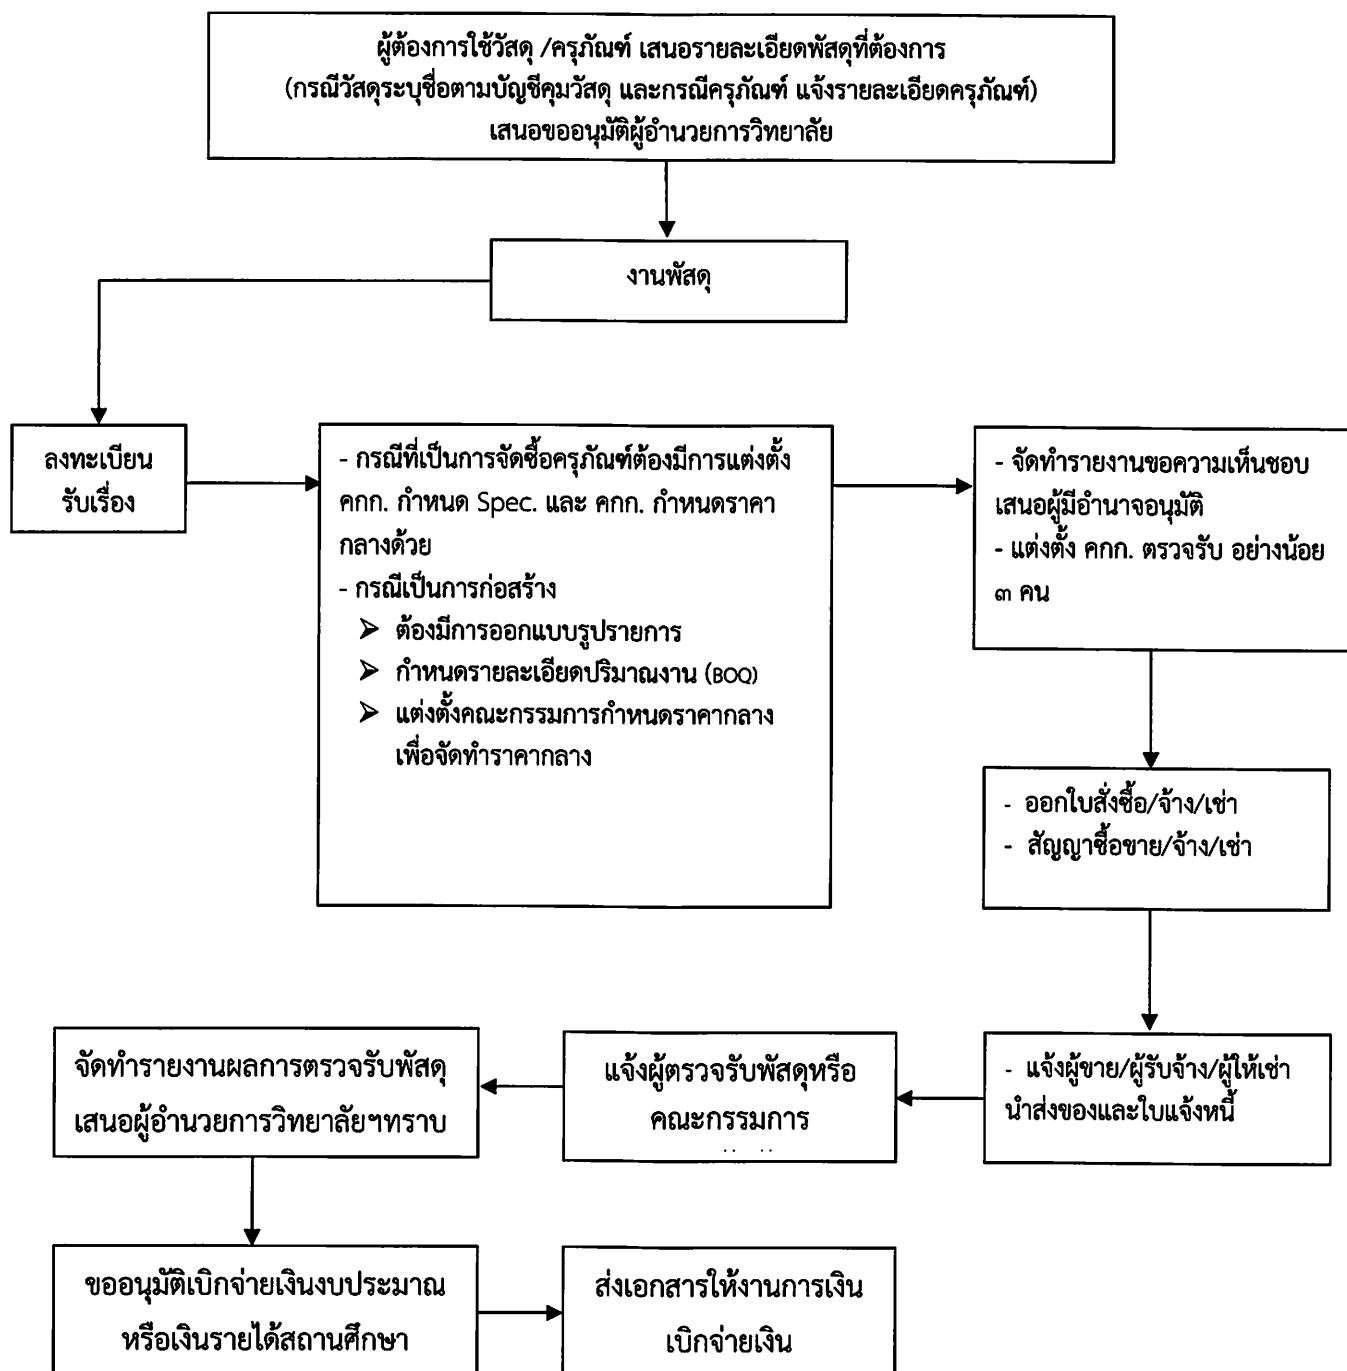 ผู้ต้องการใช้วัสดุ /ครุภัณฑ์ เสนอรายละเอียดพัสดุที่ต้องการ
(กรณีวัสดุระบุชื่อตามบัญชีคุมวัสดุ และกรณีครุภัณฑ์ แจ้งรายละเอียดครุภัณฑ์)
เสนอขออนุมัติผู้อำนวยการวิทยาลัย
งานพัสดุ
ลงทะเบียน
รับเรื่อง
- กรณีที่เป็นการจัดซื้อครุภัณฑ์ต้องมีการแต่งตั้ง
คกก. กำหนด Spec. และ คกก. กำหนดราคา
กลางด้วย
- กรณีเป็นการก่อสร้าง
➢ ต้องมีการออกแบบรูปรายการ
➢ กำหนดรายละเอียดปริมาณงาน (BOQ)
➢ แต่งตั้งคณะกรรมการกำหนดราคากลาง
เพื่อจัดทำราคากลาง
- จัดทำรายงานขอความเห็นชอบ
เสนอผู้มีอำนาจอนุมัติ
- แต่งตั้ง คกก. ตรวจรับ อย่างน้อย
๓ คน
- ออกใบสั่งซื้อ/จ้าง/เช่า
- สัญญาซื้อขาย/จ้าง/เช่า
- แจ้งผู้ขาย/ผู้รับจ้าง/ผู้ให้เช่า
นำส่งของและใบแจ้งหนี้
แจ้งผู้ตรวจรับพัสดุหรือ
คณะกรรมการ
จัดทำรายงานผลการตรวจรับพัสดุ
เสนอผู้อำนวยการวิทยาลัยฯทราบ
ขออนุมัติเบิกจ่ายเงินงบประมาณ
หรือเงินรายได้สถานศึกษา
ส่งเอกสารให้งานการเงิน
เบิกจ่ายเงิน